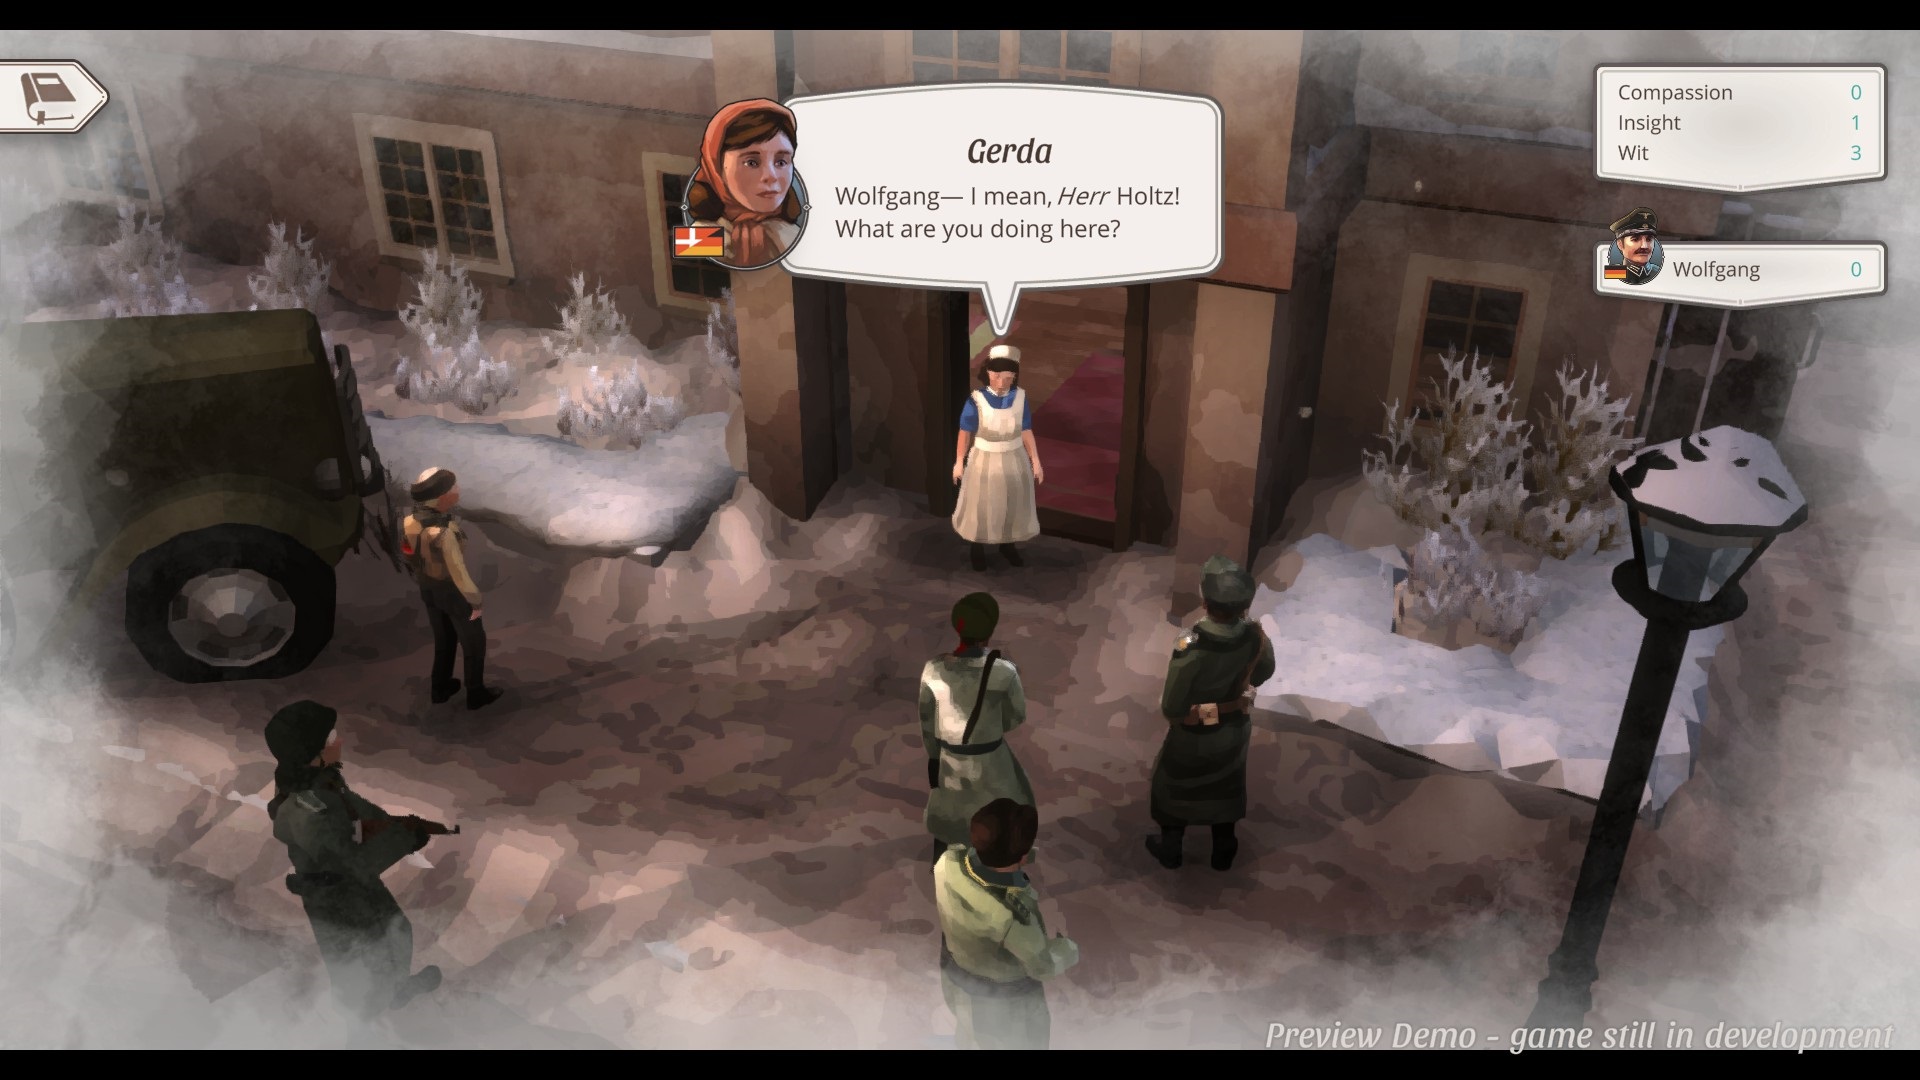 Compassion 0
Insight 1
Wit 3
Gerda
Wolfgang— I mean, Herr Holtz!
What are you doing here?
Wolfgang 0
Preview Demo - game still in development